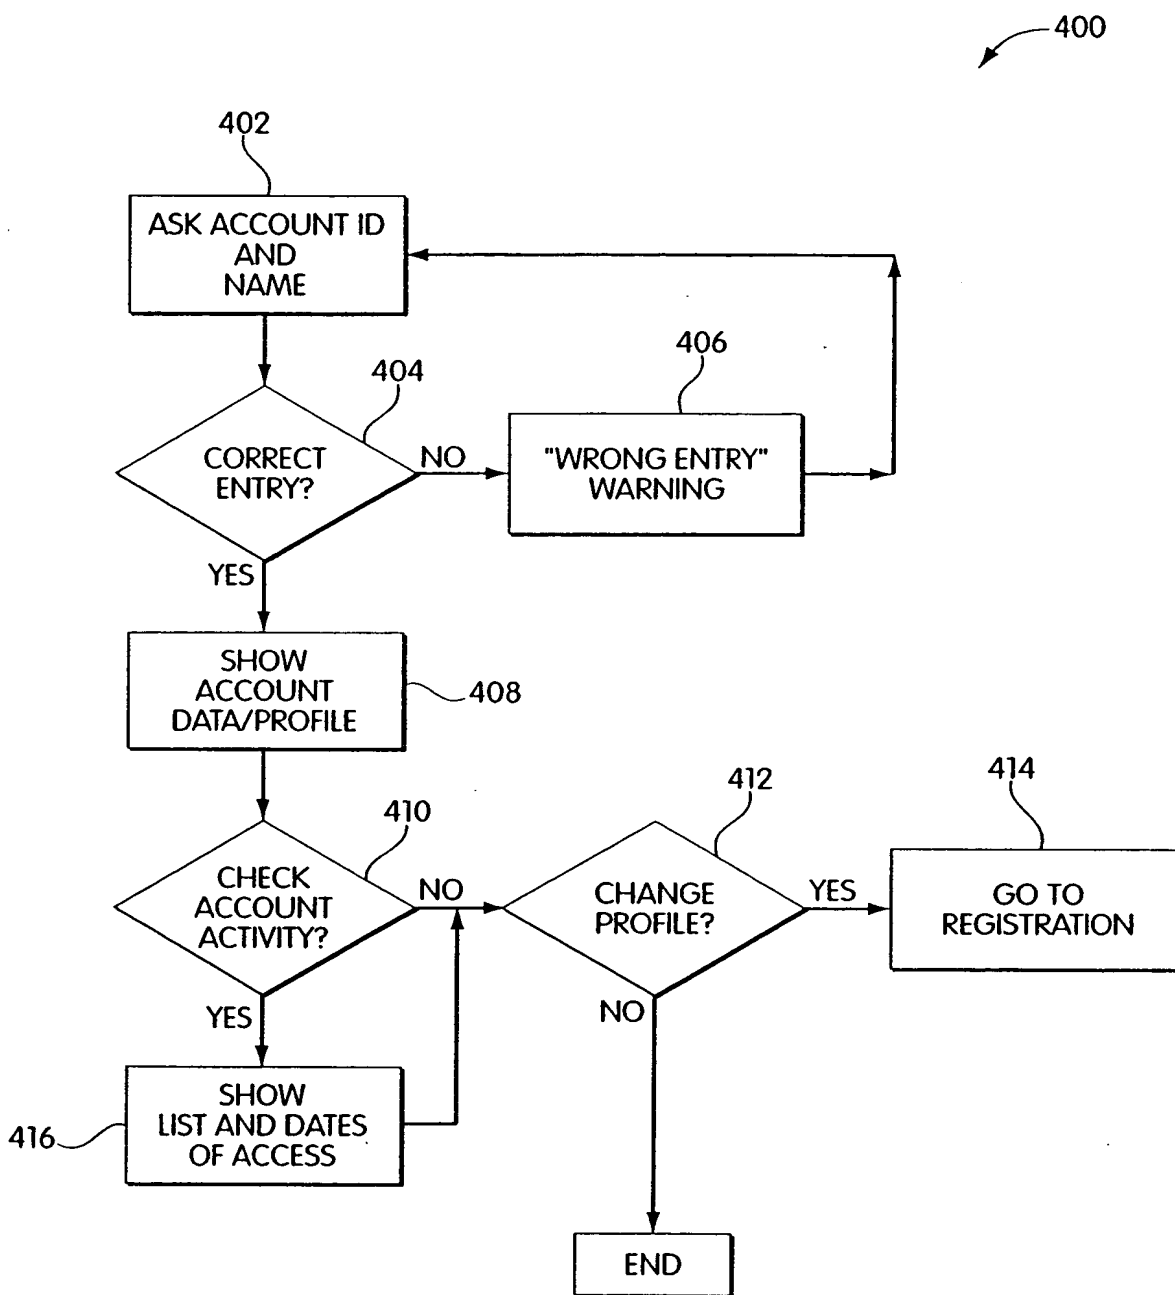 400
402
ASK ACCOUNT ID
AND
NAME
404
406
CORRECT
ENTRY?
NO
"WRONG ENTRY"
WARNING
YES
SHOW
ACCOUNT
DATA/PROFILE
408
410
412
414
CHECK
ACCOUNT
ACTIVITY?
NO
CHANGE
PROFILE?
YES
GO TO
REGISTRATION
YES
NO
SHOW
LIST AND DATES
OF ACCESS
416
END